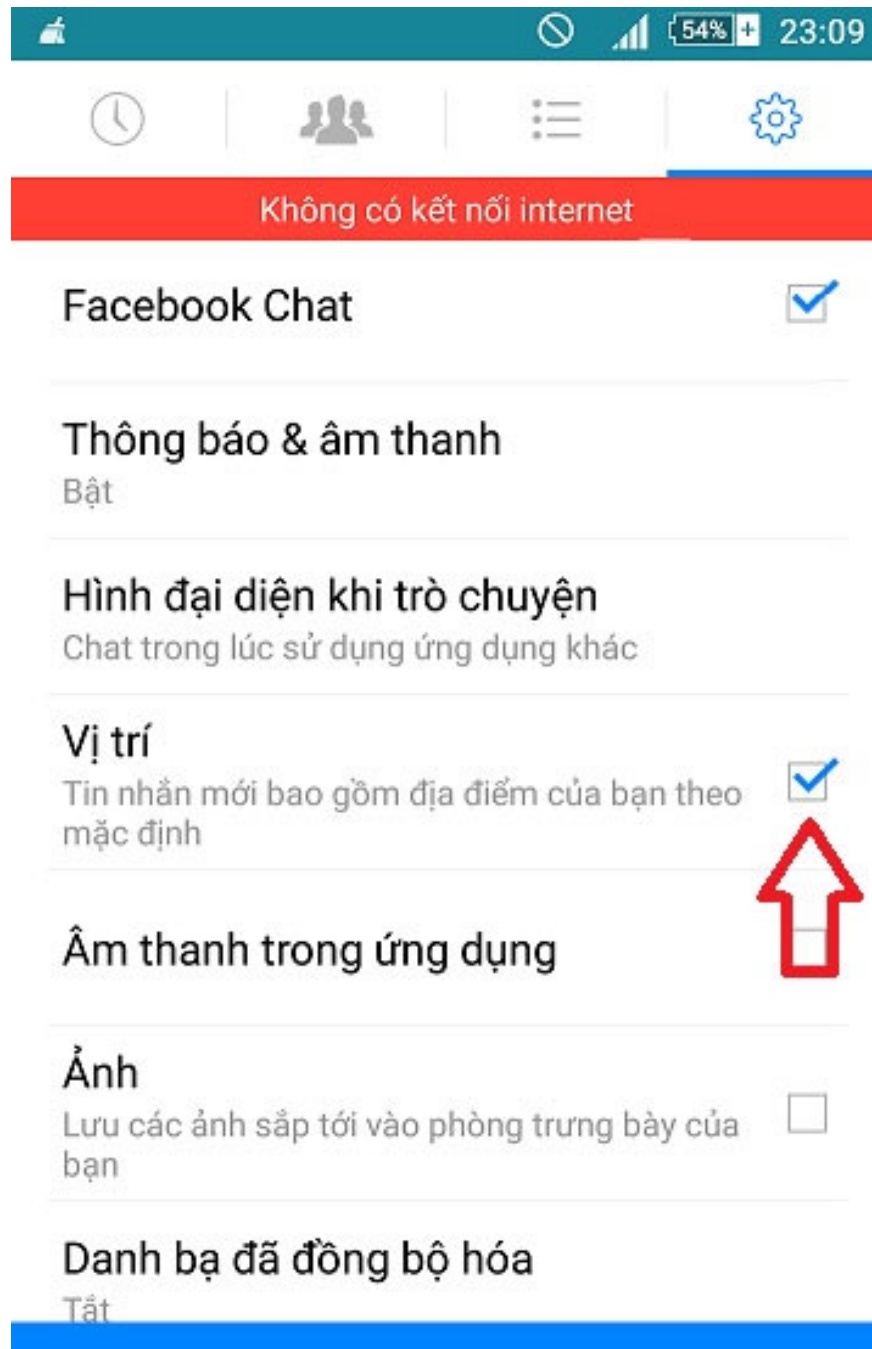 54% 23:09
Không có kết nối internet
Facebook Chat
Thông báo & âm thanh
Bật
Hình đại diện khi trò chuyện
Chat trong lúc sử dụng ứng dụng khác
Vị trí
Tin nhắn mới bao gồm địa điểm của bạn theo
mặc định
Âm thanh trong ứng dụng
Ảnh
Lưu các ảnh sắp tới vào phòng trưng bày của
bạn
Danh bạ đã đồng bộ hóa
Tắt